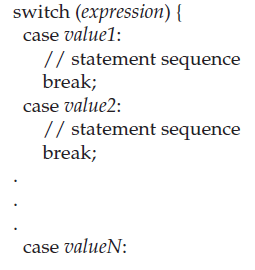 switch (expression) {
case value1:
// statement sequence
break;
case value2:
// statement sequence
break;
.
.
.
case valueN: